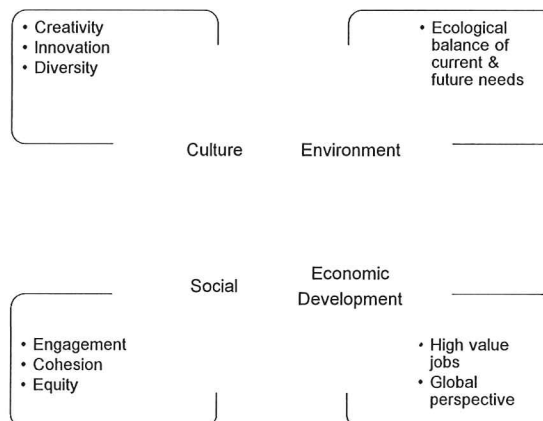 • Creativity
• Innovation
• Diversity
• Ecological
balance of
current &
future needs
Culture
Environment
Social
Economic
Development
• Engagement
• Cohesion
• Equity
• High value
jobs
• Global
perspective